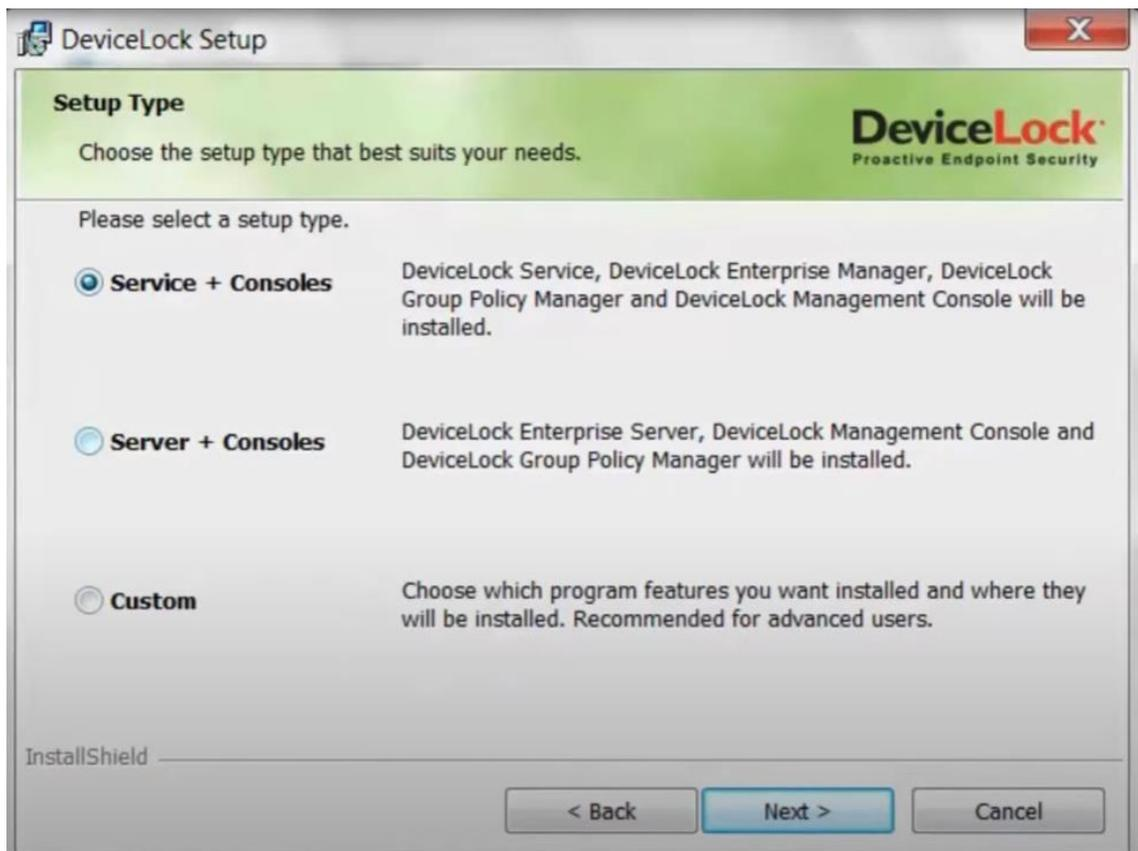 DeviceLock Setup
X
Setup Type
Choose the setup type that best suits your needs.
DeviceLock
Proactive Endpoint Security
Please select a setup type.
Service + Consoles
DeviceLock Service, DeviceLock Enterprise Manager, DeviceLock
Group Policy Manager and DeviceLock Management Console will be
installed.
Server + Consoles
DeviceLock Enterprise Server, DeviceLock Management Console and
DeviceLock Group Policy Manager will be installed.
Custom
Choose which program features you want installed and where they
will be installed. Recommended for advanced users.
InstallShield
< Back
Next >
Cancel